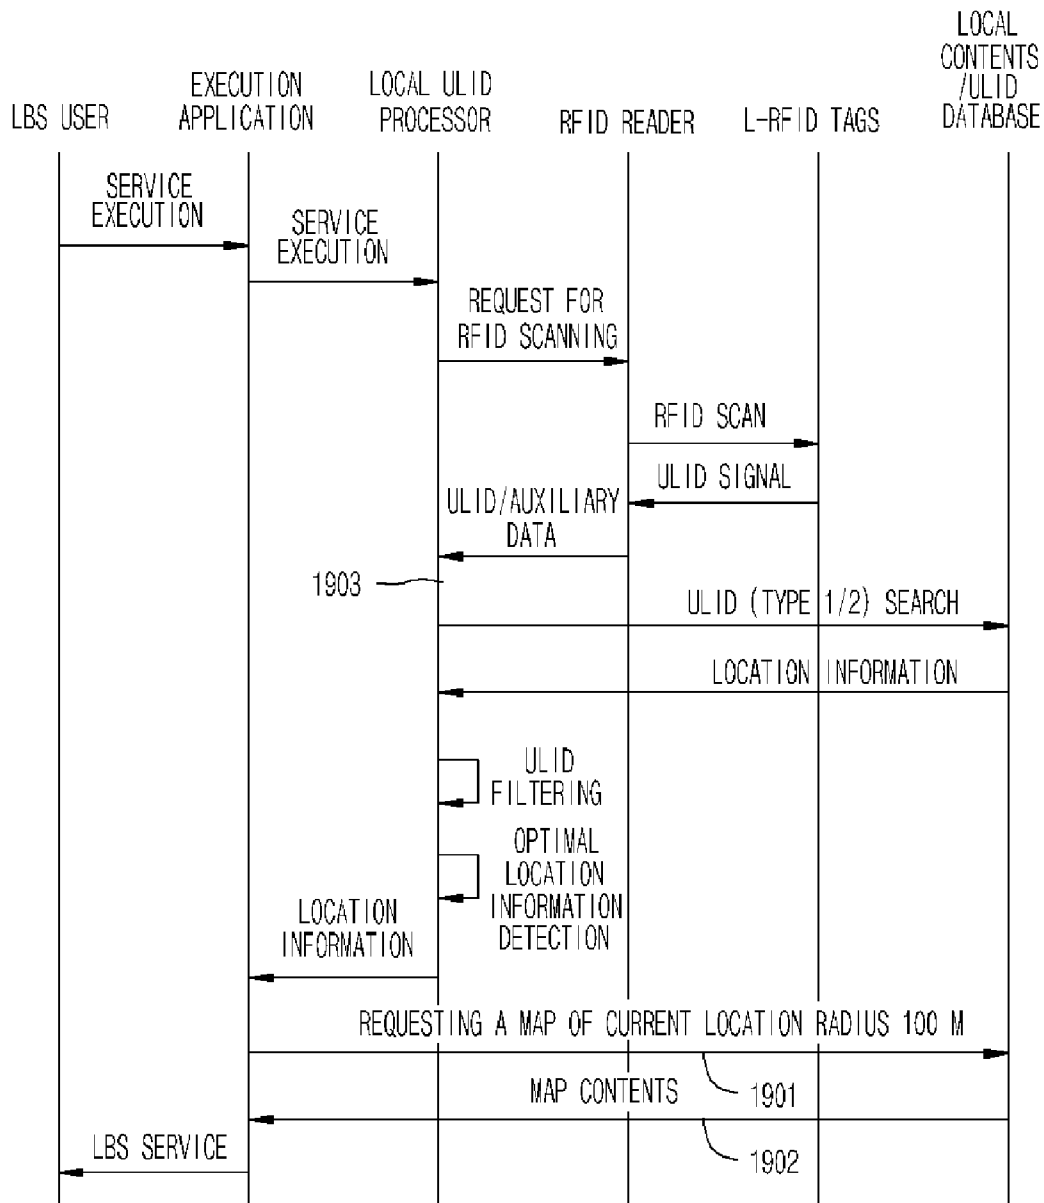 LBS USER
EXECUTION
APPLICATION
LOCAL ULID
PROCESSOR
RFID READER
L-RFID TAGS
LOCAL
CONTENTS
/ULID
DATABASE
SERVICE
EXECUTION
SERVICE
EXECUTION
REQUEST FOR
RFID SCANNING
RFID SCAN
ULID SIGNAL
ULID/AUXILIARY
DATA
1903
ULID (TYPE 1/2) SEARCH
LOCATION INFORMATION
ULID
FILTERING
OPTIMAL
LOCATION
INFORMATION
DETECTION
LOCATION
INFORMATION
REQUESTING A MAP OF CURRENT LOCATION RADIUS 100 M
1901
MAP CONTENTS
1902
LBS SERVICE